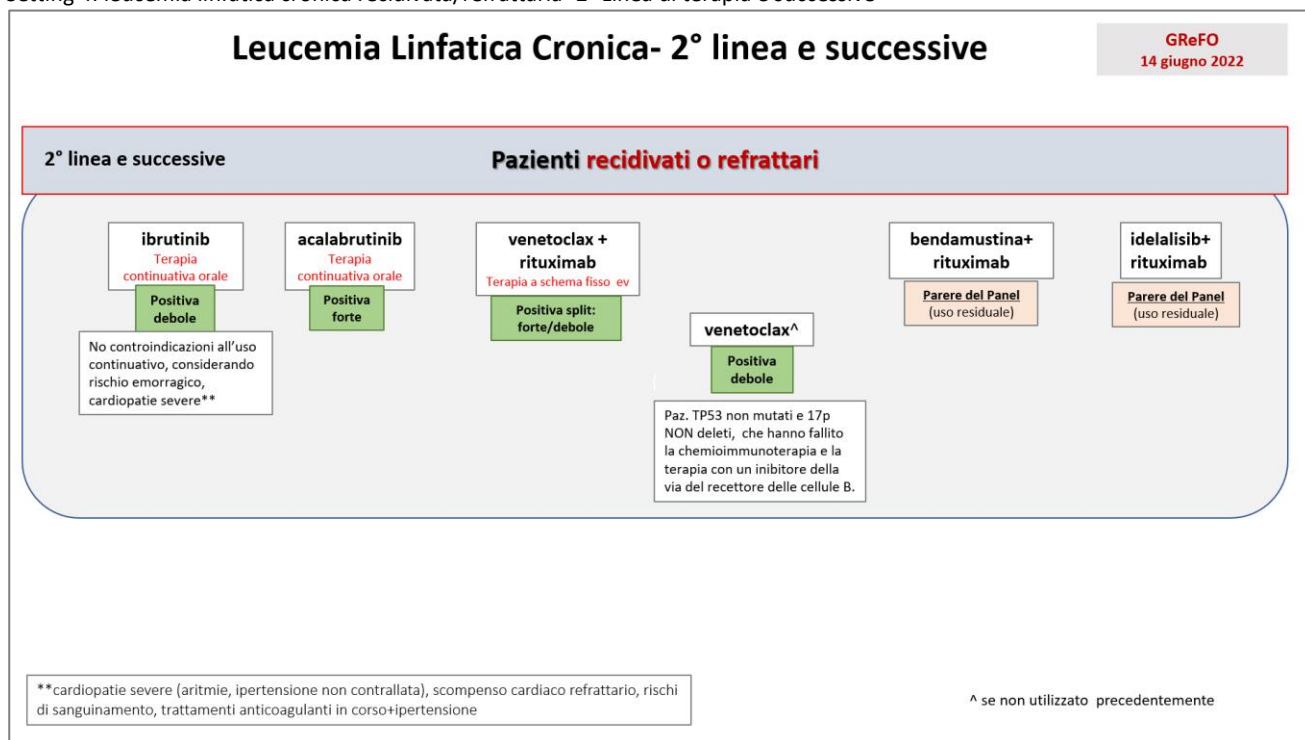 Leucemia Linfatica Cronica- 2° linea e successive
GReFO
14 giugno 2022
2° linea e successive
Pazienti recidivati o refrattari
ibrutinib
Terapia
continuativa orale
Positiva
debole
No controindicazioni all'uso
continuativo, considerando
rischio emorragico,
cardiopatie severe**
acalabrutinib
Terapia
continuativa orale
Positiva
forte
venetoclax +
rituximab
Terapia a schema fisso ev
Positiva split:
forte/debole
venetoclax^
Positiva
debole
Paz. TP53 non mutati e 17p
NON deleti, che hanno fallito
la chemioimmunoterapia e la
terapia con un inibitore della
via del recettore delle cellule B.
bendamustina+
rituximab
Parere del Panel
(uso residuale)
idelalisib+
rituximab
Parere del Panel
(uso residuale)
**cardiopatie severe (aritmie, ipertensione non contrallata), scompenso cardiaco refrattario, rischi
di sanguinamento, trattamenti anticoagulanti in corso+ipertensione
^ se non utilizzato precedentemente